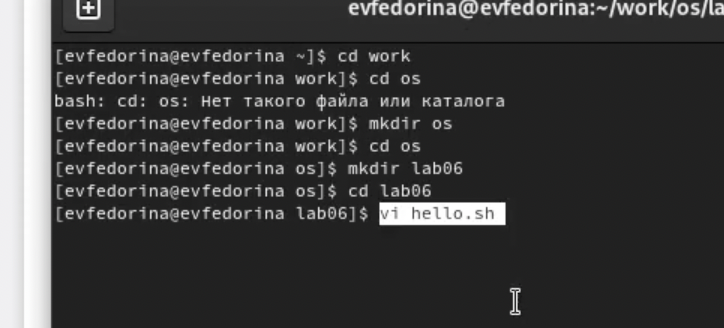 evfedorina@evfedorina:~/work/os/la
[evfedorina@evfedorina ~]$ cd work
[evfedorina@evfedorina work]$ cd os
bash: cd: os: Нет такого файла или каталога
[evfedorina@evfedorina work]$ mkdir os
[evfedorina@evfedorina work]$ cd os
[evfedorina@evfedorina os]$ mkdir lab06
[evfedorina@evfedorina os]$ cd lab06
[evfedorina@evfedorina lab06]$ vi hello.sh